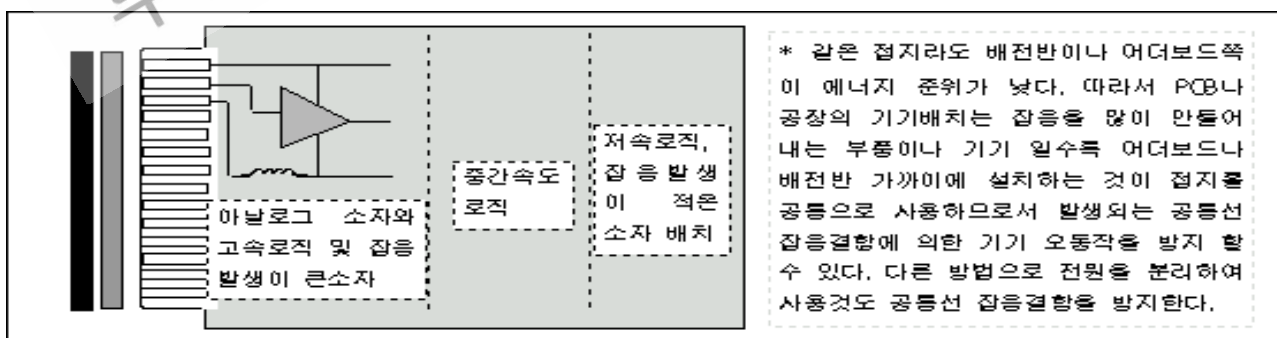 아날로그 소자와
고속로직 및 잡음
발생이 큰소자
중간속도
로직
저속로직,
잡음발생
이 적은
소자 배치
* 같은 접지라도 배전반이나 머더보드쪽
이 에너지 준위가 낮다. 따라서 PCB나
공장의 기기배치는 잡음을 많이 만들어
내는 부품이나 기기 일수록 머더보드나
배전반 가까이에 설치하는 것이 접지를
공통으로 사용하므로서 발생되는 공통선
잡음결합에 의한 기기 오동작을 방지 할
수 있다. 다른 방법으로 전원을 분리하여
사용것도 공통선 잡음결합을 방지한다.